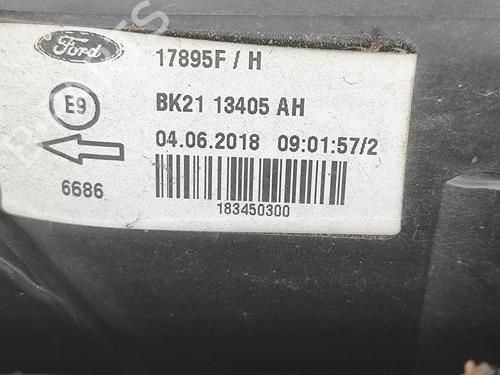 Ford
17895F / H
E9
BK21 13405 AH
04.06.2018 09:01:57/2
6686
183450300